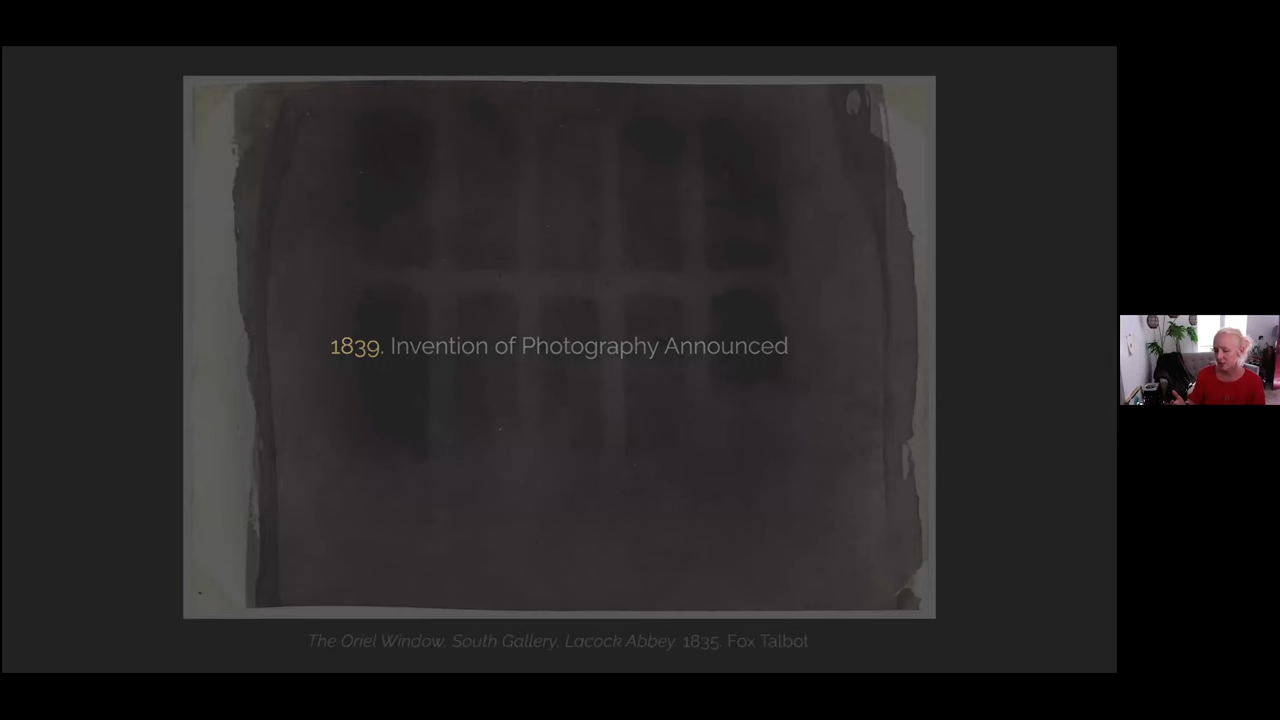 1839. Invention of Photography Announced
The Oriel Window, South Gallery, Lacock Abbey. 1835. Fox Talbot